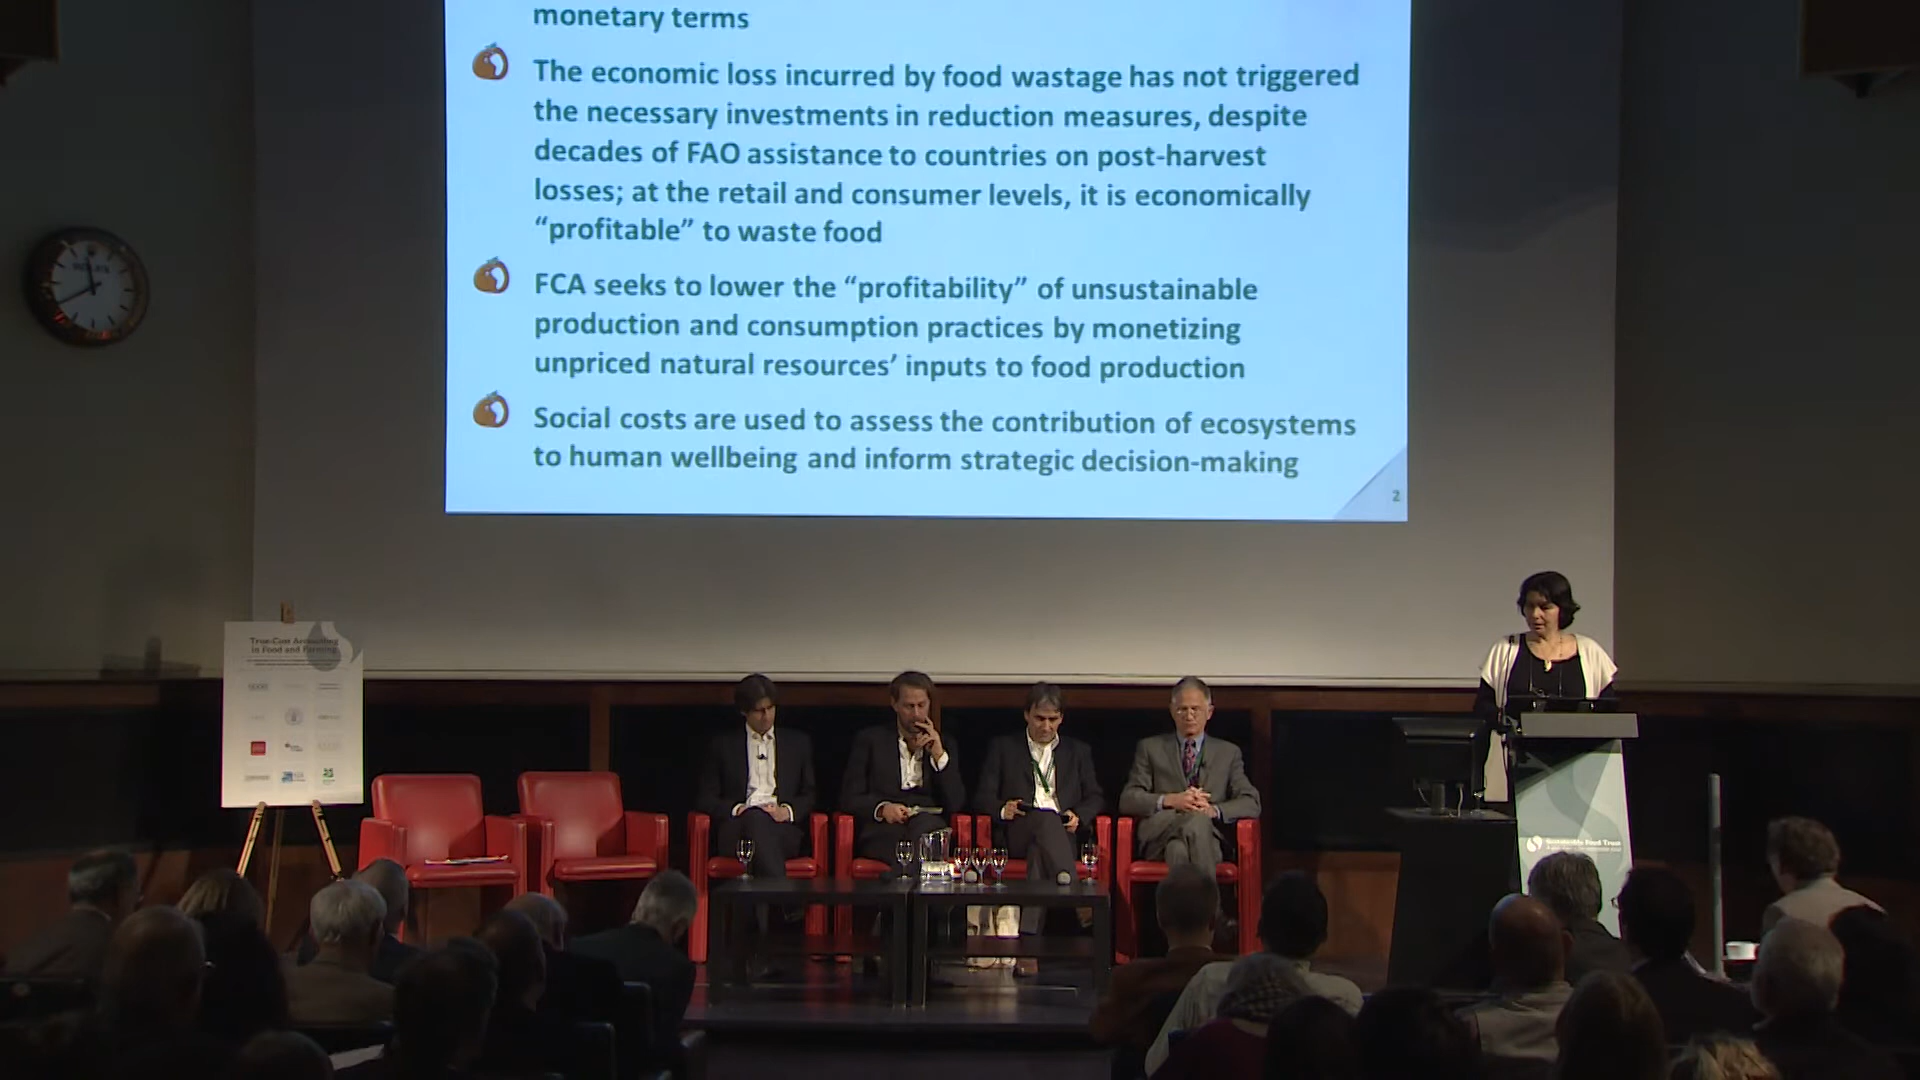 monetary terms
The economic loss incurred by food wastage has not triggered
the necessary investments in reduction measures, despite
decades of FAO assistance to countries on post-harvest
losses; at the retail and consumer levels, it is economically
“profitable” to waste food
FCA seeks to lower the “profitability” of unsustainable
production and consumption practices by monetizing
unpriced natural resources’ inputs to food production
Social costs are used to assess the contribution of ecosystems
to human wellbeing and inform strategic decision-making
2
True-Cost Accounting
in Food and Farming
Sustainable Food Trust